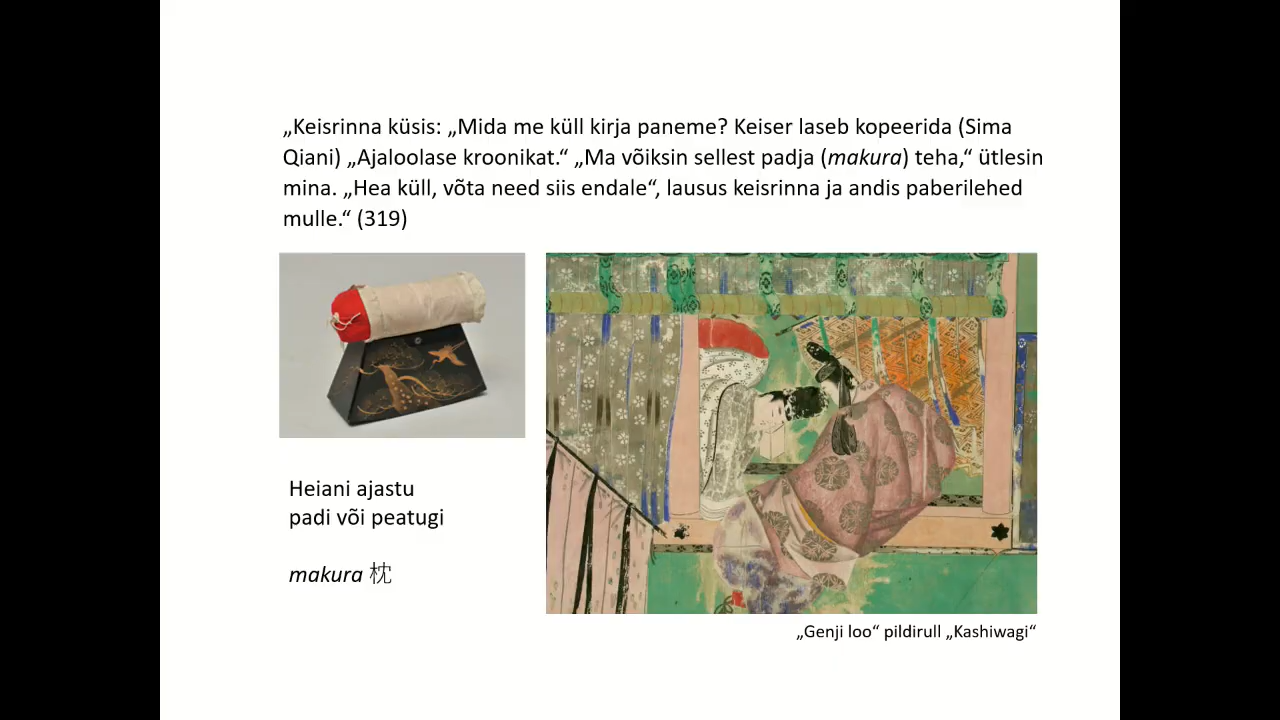 „Keisrinna küsis: „Mida me küll kirja paneme? Keiser laseb kopeerida (Sima
Qiani) „Ajaloolase kroonikat.“ „Ma võiksin sellest padja (makura) teha,“ ütlesin
mina. „Hea küll, võta need siis endale“, lausus keisrinna ja andis paberilehed
mulle.“ (319)
Heiani ajastu
padi või peatugi
makura 枕
„Genji loo“ pildirull „Kashiwagi“